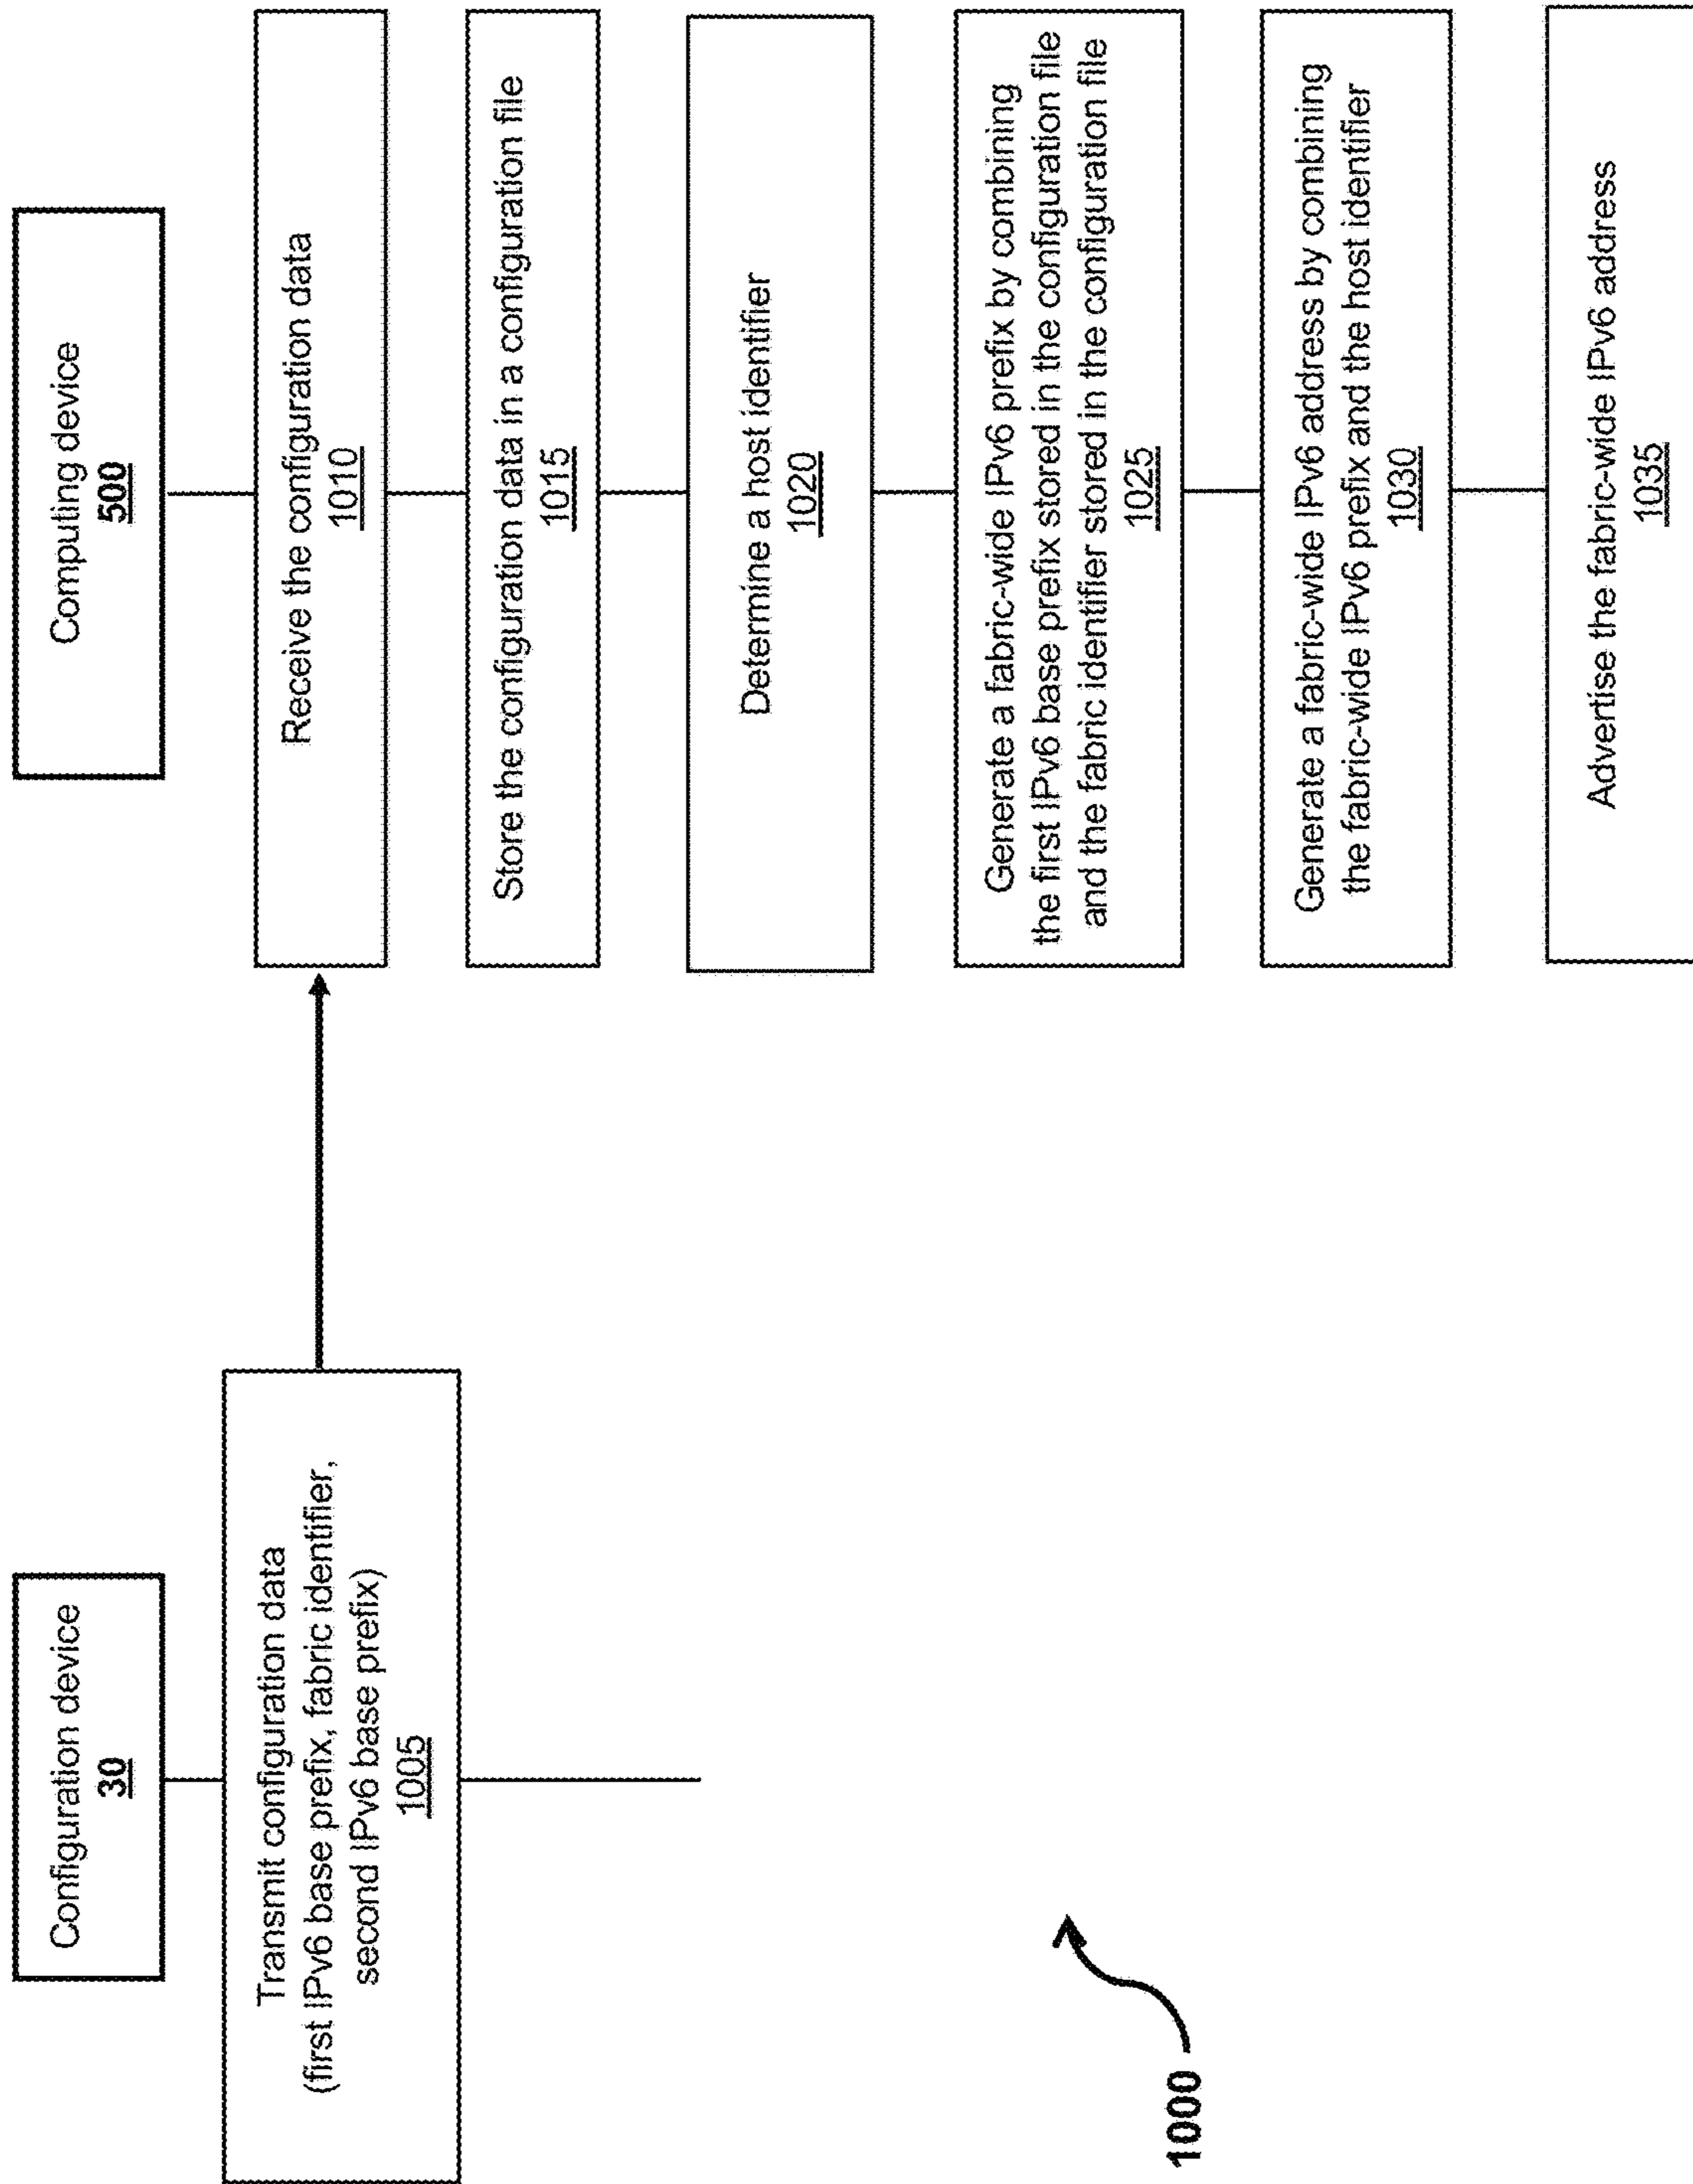 Configuration device
30
Transmit configuration data
(first IPv6 base prefix, fabric identifier,
second IPv6 base prefix)
1005
Computing device
500
Receive the configuration data
1010
Store the configuration data in a configuration file
1015
Determine a host identifier
1020
Generate a fabric-wide IPv6 prefix by combining
the first IPv6 base prefix stored in the configuration file
and the fabric identifier stored in the configuration file
1025
Generate a fabric-wide IPv6 address by combining
the fabric-wide IPv6 prefix and the host identifier
1030
Advertise the fabric-wide IPv6 address
1035
1000